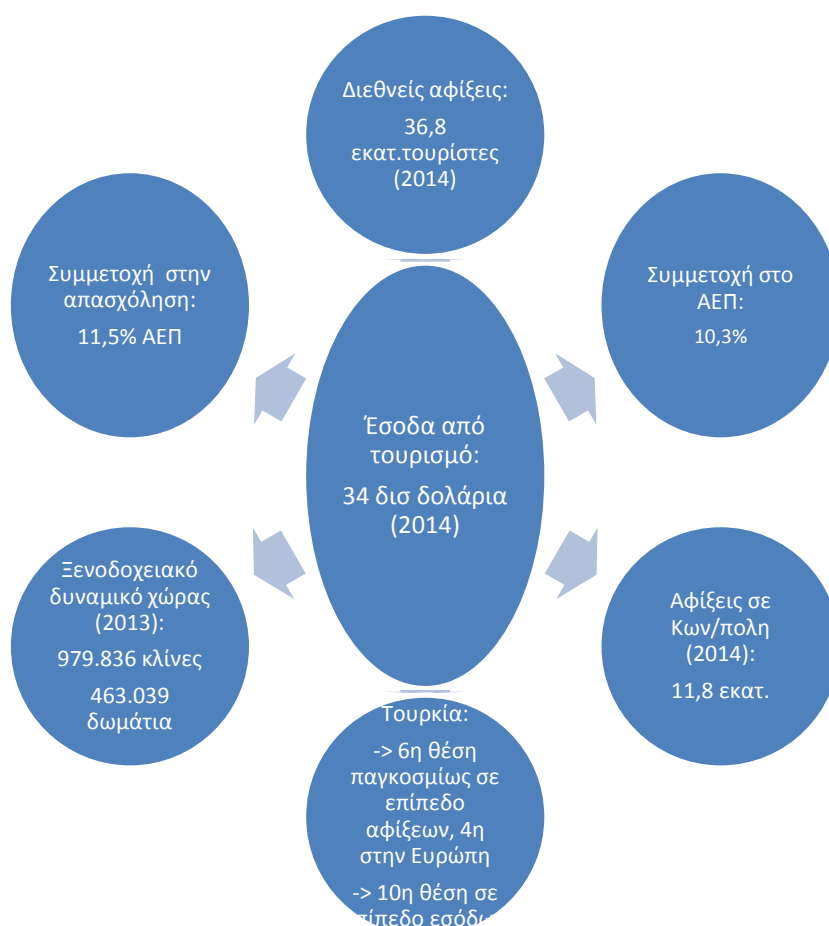 Διεθνείς αφίξεις:
36,8
εκατ.τουρίστες
(2014)
Συμμετοχή στην
απασχόληση:
11,5% ΑΕΠ
Συμμετοχή στο
ΑΕΠ:
10,3%
Έσοδα από
τουρισμό:
34 δισ δολάρια
(2014)
Ξενοδοχειακό
δυναμικό χώρας
(2013):
979.836 κλίνες
463.039
δωμάτια
Αφίξεις σε
Κων/πολη
(2014):
11,8 εκατ.
Τουρκία:
-> 6η θέση
παγκοσμίως σε
επίπεδο
αφίξεων, 4η
στην Ευρώπη
-> 10η θέση σε